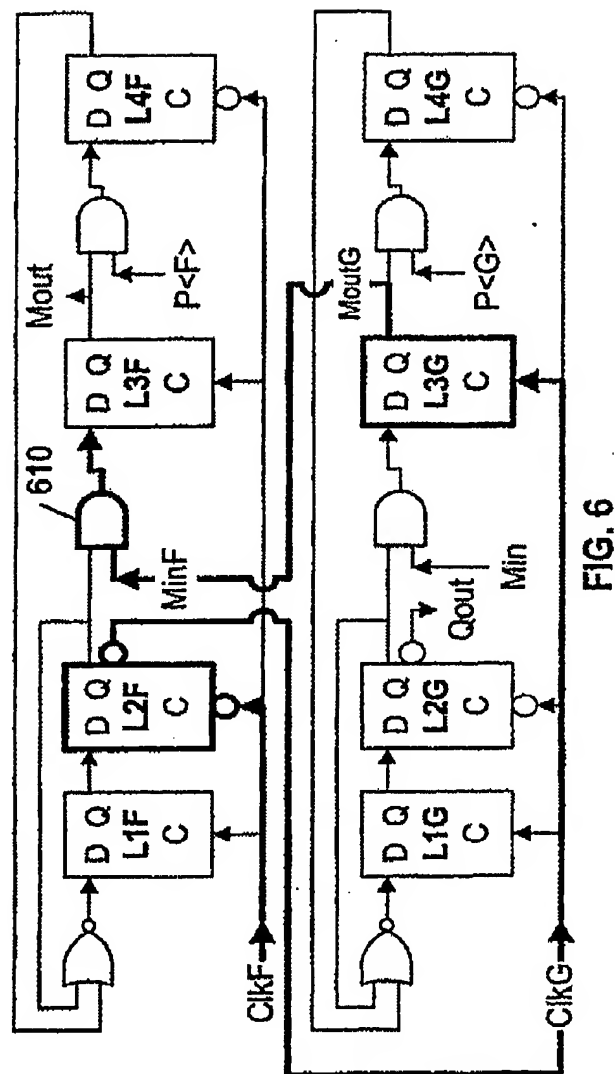 Mout
610
D Q
L1F
C
D Q
L2F
C
D Q
L3F
C
D Q
L4F
C
MinF
P<F>
ClkF
MoutG
D Q
L1G
C
D Q
L2G
C
D Q
L3G
C
D Q
L4G
C
Qout
Min
P<G>
ClkG
FIG. 6